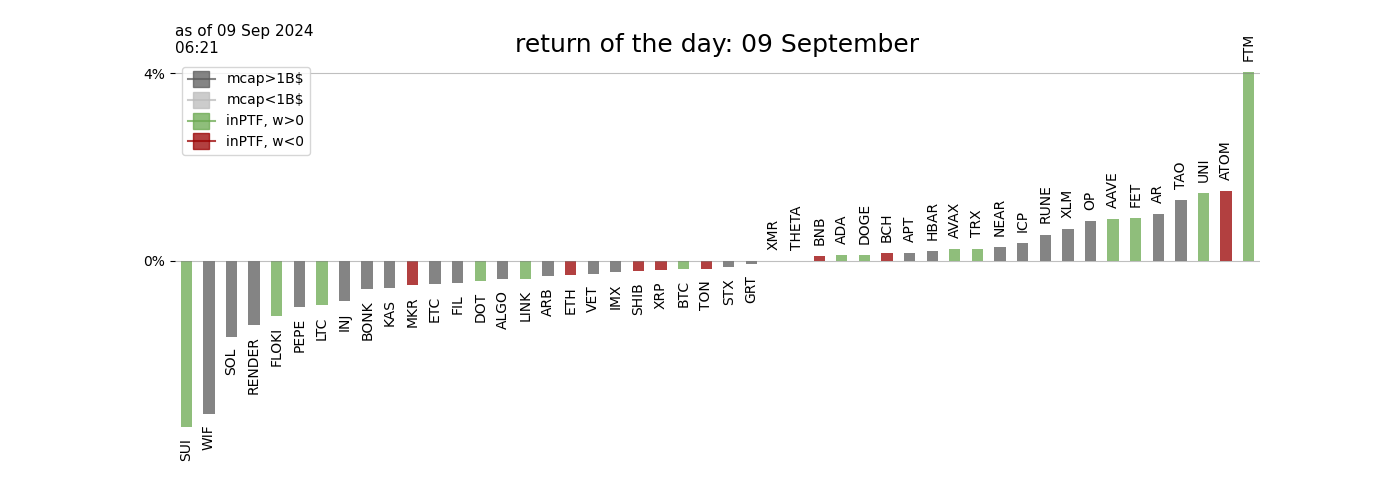 as of 09 Sep 2024
06:21
return of the day: 09 September
4%
0%
mcap>1B$
mcap<1B$
inPTF, w>0
inPTF, w<0
SUI
WIF
SOL
RENDER
FLOKI
PEPE
LTC
INJ
BONK
KAS
MKR
ETC
FIL
DOT
ALGO
LINK
ARB
ETH
VET
IMX
SHIB
XRP
BTC
TON
STX
GRT
XMR
THETA
BNB
ADA
DOGE
BCH
APT
HBAR
AVAX
TRX
NEAR
ICP
RUNE
XLM
OP
AAVE
FET
AR
TAO
UNI
ATOM
FTM